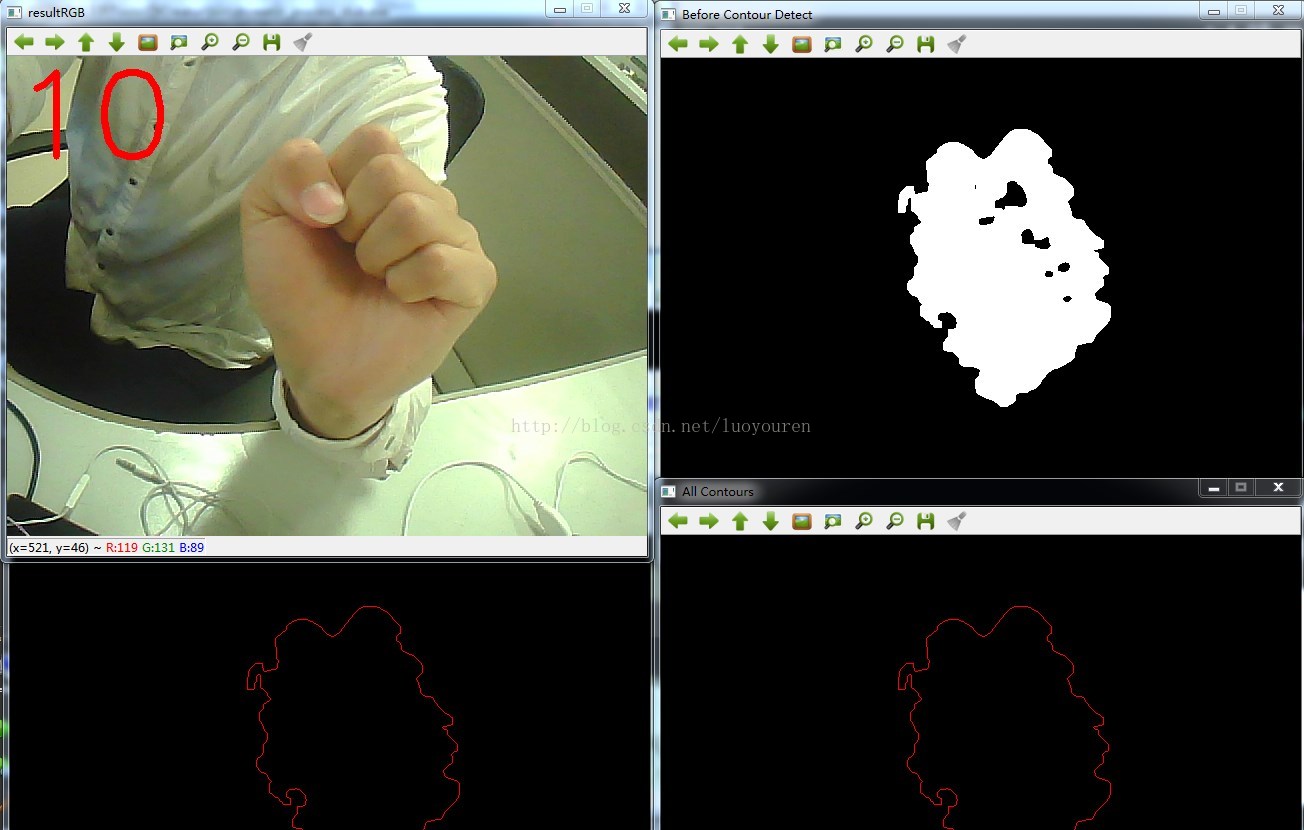 resultRGB
10
(x=521, y=46) ~ R:119 G:131 B:89
Before Contour Detect
http://blog.csdn.net/luoyouren
All Contours